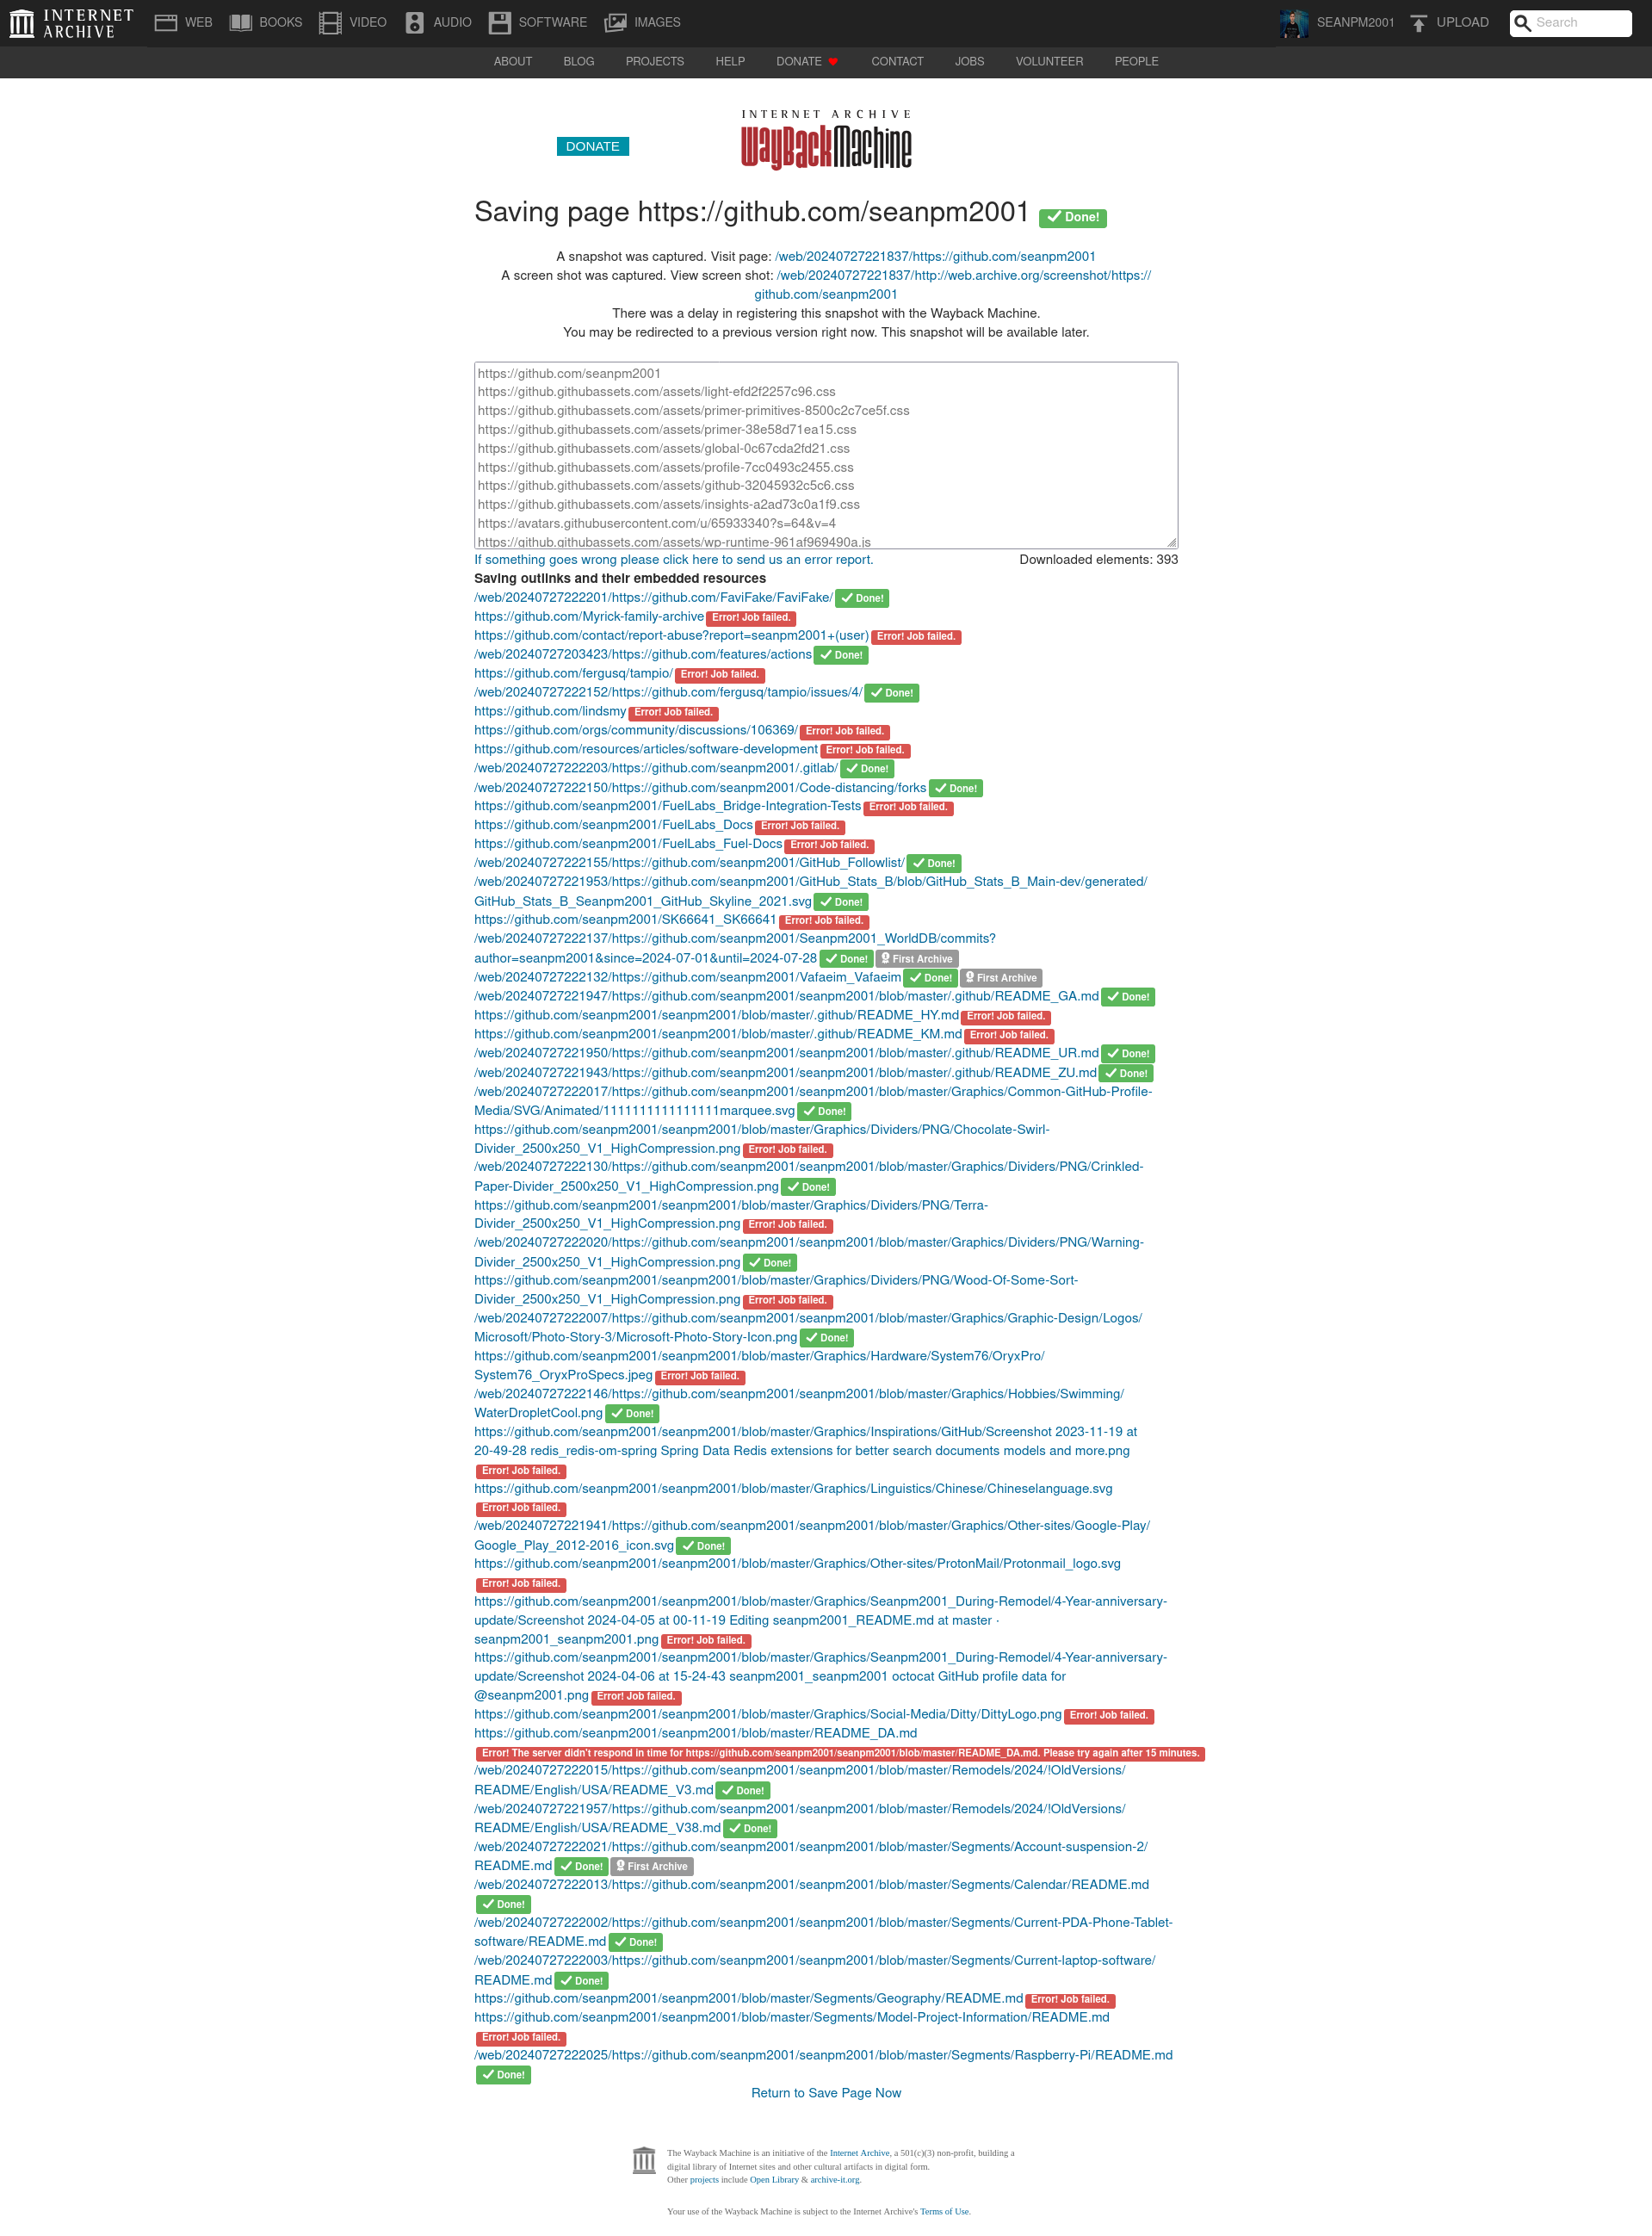 INTERNET ARCHIVE
WEB BOOKS VIDEO AUDIO SOFTWARE IMAGES SEANPM2001 UPLOAD Search
ABOUT BLOG PROJECTS HELP DONATE CONTACT JOBS VOLUNTEER PEOPLE
INTERNET ARCHIVE
WayBackMachine
DONATE
Saving page https://github.com/seanpm2001 Done!
A snapshot was captured. Visit page: /web/20240727221837/https://github.com/seanpm2001
A screen shot was captured. View screen shot: /web/20240727221837/http://web.archive.org/screenshot/https://
github.com/seanpm2001
There was a delay in registering this snapshot with the Wayback Machine.
You may be redirected to a previous version right now. This snapshot will be available later.
https://github.com/seanpm2001
https://github.githubassets.com/assets/light-efd2f2257c96.css
https://github.githubassets.com/assets/primer-primitives-8500c2c7ce5f.css
https://github.githubassets.com/assets/primer-38e58d71ea15.css
https://github.githubassets.com/assets/global-0c67cda2fd21.css
https://github.githubassets.com/assets/profile-7cc0493c2455.css
https://github.githubassets.com/assets/github-32045932c5c6.css
https://github.githubassets.com/assets/insights-a2ad73c0a1f9.css
https://avatars.githubusercontent.com/u/65933340?s=64&v=4
https://github.githubassets.com/assets/wp-runtime-961af969490a.js
If something goes wrong please click here to send us an error report. Downloaded elements: 393
Saving outlinks and their embedded resources
/web/20240727222201/https://github.com/FaviFake/FaviFake/ Done!
https://github.com/Myrick-family-archive Error! Job failed.
https://github.com/contact/report-abuse?report=seanpm2001+(user) Error! Job failed.
/web/20240727203423/https://github.com/features/actions Done!
https://github.com/fergusq/tampio/ Error! Job failed.
/web/20240727222152/https://github.com/fergusq/tampio/issues/4/ Done!
https://github.com/lindsmy Error! Job failed.
https://github.com/orgs/community/discussions/106369/ Error! Job failed.
https://github.com/resources/articles/software-development Error! Job failed.
/web/20240727222203/https://github.com/seanpm2001/.gitlab/ Done!
/web/20240727222150/https://github.com/seanpm2001/Code-distancing/forks Done!
https://github.com/seanpm2001/FuelLabs_Bridge-Integration-Tests Error! Job failed.
https://github.com/seanpm2001/FuelLabs_Docs Error! Job failed.
https://github.com/seanpm2001/FuelLabs_Fuel-Docs Error! Job failed.
/web/20240727222155/https://github.com/seanpm2001/GitHub_Followlist/ Done!
/web/20240727221953/https://github.com/seanpm2001/GitHub_Stats_B/blob/GitHub_Stats_B_Main-dev/generated/
GitHub_Stats_B_Seanpm2001_GitHub_Skyline_2021.svg Done!
https://github.com/seanpm2001/SK66641_SK66641 Error! Job failed.
/web/20240727222137/https://github.com/seanpm2001/Seanpm2001_WorldDB/commits?
author=seanpm2001&since=2024-07-01&until=2024-07-28 Done! First Archive
/web/20240727222132/https://github.com/seanpm2001/Vafaeim_Vafaeim Done! First Archive
/web/20240727221947/https://github.com/seanpm2001/seanpm2001/blob/master/.github/README_GA.md Done!
https://github.com/seanpm2001/seanpm2001/blob/master/.github/README_HY.md Error! Job failed.
https://github.com/seanpm2001/seanpm2001/blob/master/.github/README_KM.md Error! Job failed.
/web/20240727221950/https://github.com/seanpm2001/seanpm2001/blob/master/.github/README_UR.md Done!
/web/20240727221943/https://github.com/seanpm2001/seanpm2001/blob/master/.github/README_ZU.md Done!
/web/20240727222017/https://github.com/seanpm2001/seanpm2001/blob/master/Graphics/Common-GitHub-Profile-
Media/SVG/Animated/1111111111111111marquee.svg Done!
https://github.com/seanpm2001/seanpm2001/blob/master/Graphics/Dividers/PNG/Chocolate-Swirl-
Divider_2500x250_V1_HighCompression.png Error! Job failed.
/web/20240727222130/https://github.com/seanpm2001/seanpm2001/blob/master/Graphics/Dividers/PNG/Crinkled-
Paper-Divider_2500x250_V1_HighCompression.png Done!
https://github.com/seanpm2001/seanpm2001/blob/master/Graphics/Dividers/PNG/Terra-
Divider_2500x250_V1_HighCompression.png Error! Job failed.
/web/20240727222020/https://github.com/seanpm2001/seanpm2001/blob/master/Graphics/Dividers/PNG/Warning-
Divider_2500x250_V1_HighCompression.png Done!
https://github.com/seanpm2001/seanpm2001/blob/master/Graphics/Dividers/PNG/Wood-Of-Some-Sort-
Divider_2500x250_V1_HighCompression.png Error! Job failed.
/web/20240727222007/https://github.com/seanpm2001/seanpm2001/blob/master/Graphics/Graphic-Design/Logos/
Microsoft/Photo-Story-3/Microsoft-Photo-Story-Icon.png Done!
https://github.com/seanpm2001/seanpm2001/blob/master/Graphics/Hardware/System76/OryxPro/
System76_OryxProSpecs.jpeg Error! Job failed.
/web/20240727222146/https://github.com/seanpm2001/seanpm2001/blob/master/Graphics/Hobbies/Swimming/
WaterDropletCool.png Done!
https://github.com/seanpm2001/seanpm2001/blob/master/Graphics/Inspirations/GitHub/Screenshot 2023-11-19 at
20-49-28 redis_redis-om-spring Spring Data Redis extensions for better search documents models and more.png
Error! Job failed.
https://github.com/seanpm2001/seanpm2001/blob/master/Graphics/Linguistics/Chinese/Chineselanguage.svg
Error! Job failed.
/web/20240727221941/https://github.com/seanpm2001/seanpm2001/blob/master/Graphics/Other-sites/Google-Play/
Google_Play_2012-2016_icon.svg Done!
https://github.com/seanpm2001/seanpm2001/blob/master/Graphics/Other-sites/ProtonMail/Protonmail_logo.svg
Error! Job failed.
https://github.com/seanpm2001/seanpm2001/blob/master/Graphics/Seanpm2001_During-Remodel/4-Year-anniversary-
update/Screenshot 2024-04-05 at 00-11-19 Editing seanpm2001_README.md at master ·
seanpm2001_seanpm2001.png Error! Job failed.
https://github.com/seanpm2001/seanpm2001/blob/master/Graphics/Seanpm2001_During-Remodel/4-Year-anniversary-
update/Screenshot 2024-04-06 at 15-24-43 seanpm2001_seanpm2001 octocat GitHub profile data for
@seanpm2001.png Error! Job failed.
https://github.com/seanpm2001/seanpm2001/blob/master/Graphics/Social-Media/Ditty/DittyLogo.png Error! Job failed.
https://github.com/seanpm2001/seanpm2001/blob/master/README_DA.md
Error! The server didn't respond in time for https://github.com/seanpm2001/seanpm2001/blob/master/README_DA.md. Please try again after 15 minutes.
/web/20240727222015/https://github.com/seanpm2001/seanpm2001/blob/master/Remodels/2024/!OldVersions/
README/English/USA/README_V3.md Done!
/web/20240727221957/https://github.com/seanpm2001/seanpm2001/blob/master/Remodels/2024/!OldVersions/
README/English/USA/README_V38.md Done!
/web/20240727222021/https://github.com/seanpm2001/seanpm2001/blob/master/Segments/Account-suspension-2/
README.md Done! First Archive
/web/20240727222013/https://github.com/seanpm2001/seanpm2001/blob/master/Segments/Calendar/README.md
Done!
/web/20240727222002/https://github.com/seanpm2001/seanpm2001/blob/master/Segments/Current-PDA-Phone-Tablet-
software/README.md Done!
/web/20240727222003/https://github.com/seanpm2001/seanpm2001/blob/master/Segments/Current-laptop-software/
README.md Done!
https://github.com/seanpm2001/seanpm2001/blob/master/Segments/Geography/README.md Error! Job failed.
https://github.com/seanpm2001/seanpm2001/blob/master/Segments/Model-Project-Information/README.md
Error! Job failed.
/web/20240727222025/https://github.com/seanpm2001/seanpm2001/blob/master/Segments/Raspberry-Pi/README.md
Done!
Return to Save Page Now
The Wayback Machine is an initiative of the Internet Archive, a 501(c)(3) non-profit, building a
digital library of Internet sites and other cultural artifacts in digital form.
Other projects include Open Library & archive-it.org.
Your use of the Wayback Machine is subject to the Internet Archive's Terms of Use.